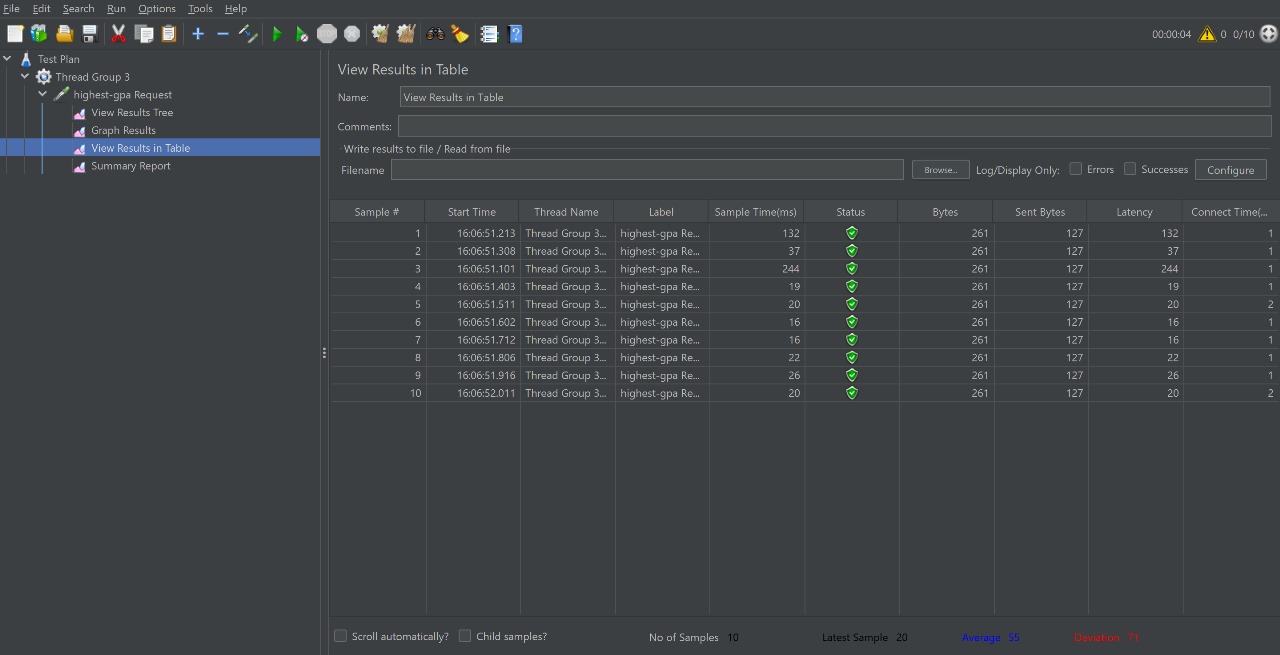 File Edit Search Run Options Tools Help
STOP
00:00:04 0 0/10
Test Plan
Thread Group 3
highest-gpa Request
View Results Tree
Graph Results
View Results in Table
Summary Report
View Results in Table
Name: View Results in Table
Comments:
Write results to file / Read from file
Filename Browse... Log/Display Only: Errors Successes Configure
Sample # Start Time Thread Name Label Sample Time(ms) Status Bytes Sent Bytes Latency Connect Time(...
1 16:06:51.213 Thread Group 3... highest-gpa Re... 132 261 127 132 1
2 16:06:51.308 Thread Group 3... highest-gpa Re... 37 261 127 37 1
3 16:06:51.101 Thread Group 3... highest-gpa Re... 244 261 127 244 1
4 16:06:51.403 Thread Group 3... highest-gpa Re... 19 261 127 19 1
5 16:06:51.511 Thread Group 3... highest-gpa Re... 20 261 127 20 2
6 16:06:51.602 Thread Group 3... highest-gpa Re... 16 261 127 16 1
7 16:06:51.712 Thread Group 3... highest-gpa Re... 16 261 127 16 1
8 16:06:51.806 Thread Group 3... highest-gpa Re... 22 261 127 22 1
9 16:06:51.916 Thread Group 3... highest-gpa Re... 26 261 127 26 1
10 16:06:52.011 Thread Group 3... highest-gpa Re... 20 261 127 20 2
Scroll automatically? Child samples? No of Samples 10 Latest Sample 20 Average 55 Deviation 71